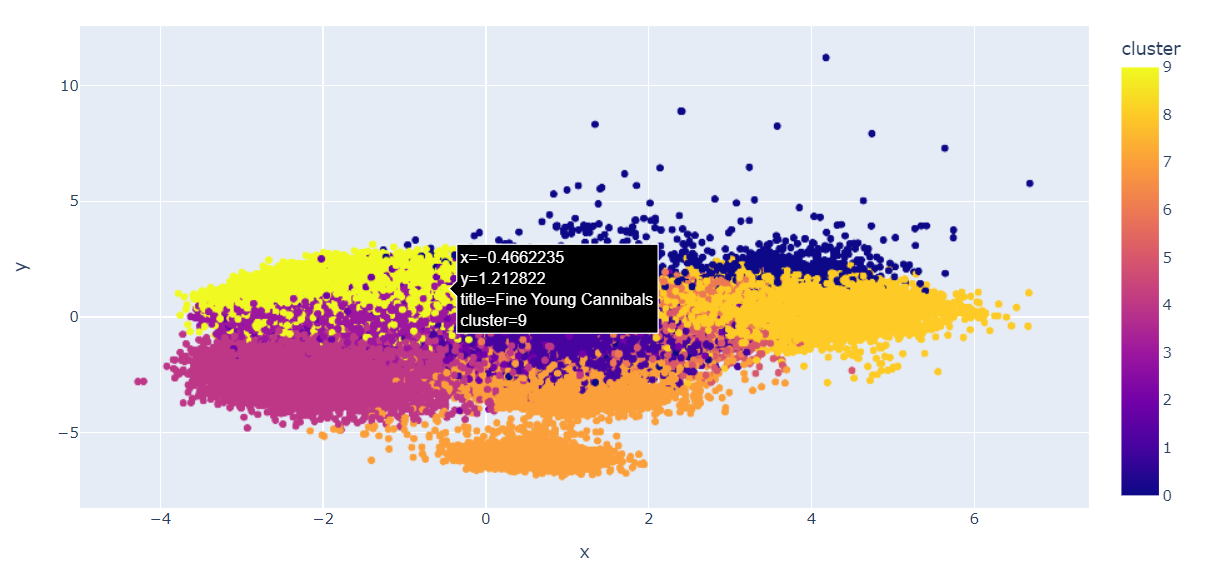 cluster
9
8
7
6
5
4
3
2
1
0
10
5
0
−5
y
x=−0.4662235
y=1.212822
title=Fine Young Cannibals
cluster=9
−4
−2
0
2
4
6
x